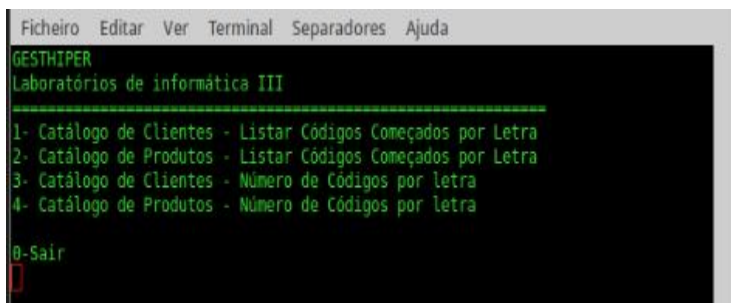 Ficheiro Editar Ver Terminal Separadores Ajuda
GESTHIPER
Laboratórios de informática III
============================================================
1- Catálogo de Clientes - Listar Códigos Começados por Letra
2- Catálogo de Produtos - Listar Códigos Começados por Letra
3- Catálogo de Clientes - Número de Códigos por letra
4- Catálogo de Produtos - Número de Códigos por letra
0-Sair